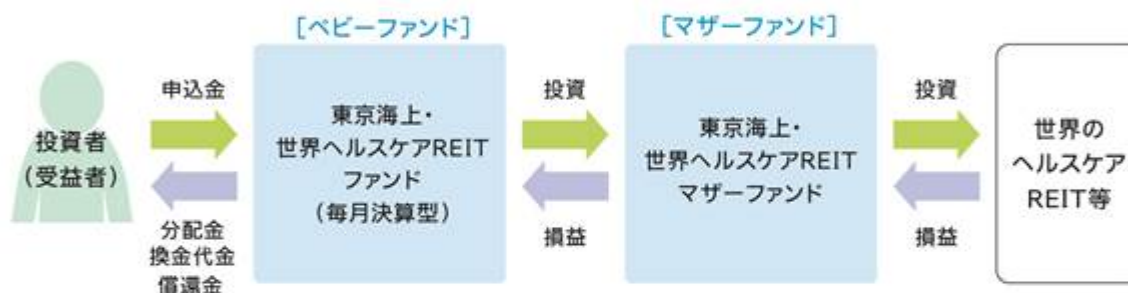 ［ベビーファンド］
［マザーファンド］
申込金
投資者
（受益者）
分配金
換金代金
償還金
東京海上・
世界ヘルスケアREIT
ファンド
（毎月決算型）
投資
損益
東京海上・
世界ヘルスケアREIT
マザーファンド
投資
損益
世界の
ヘルスケア
REIT等